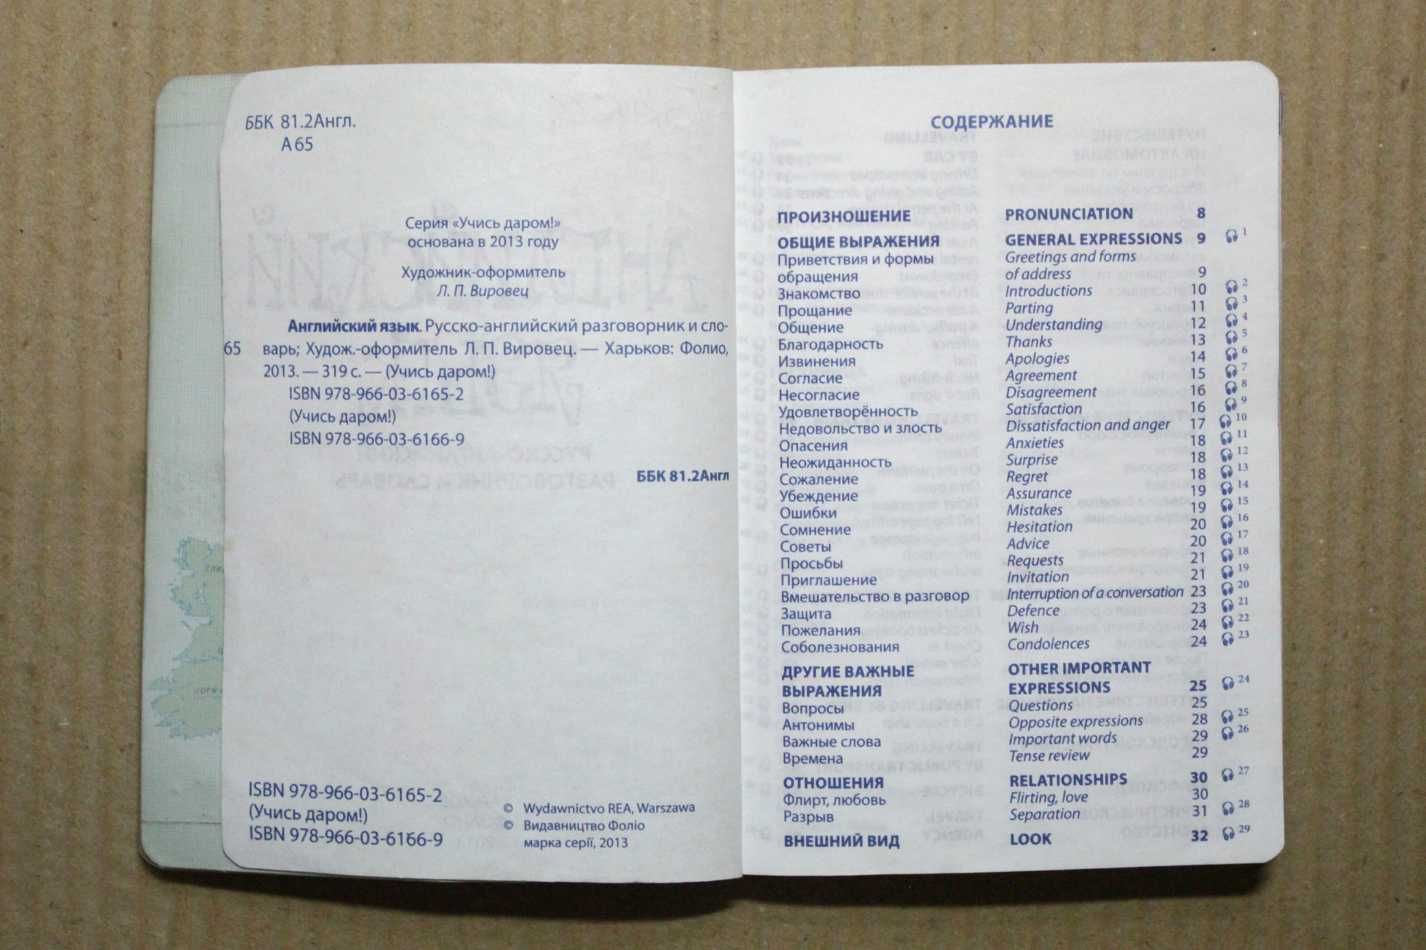 ББК 81.2Англ.
А 65
Серия «Учись даром!»
основана в 2013 году
Художник-оформитель
Л. П. Вировец
Английский язык. Русско-английский разговорник и сло-
65 варь; Худож.-оформитель Л. П. Вировец. — Харьков: Фолио,
2013. — 319 с. — (Учись даром!)
ISBN 978-966-03-6165-2
(Учись даром!)
ISBN 978-966-03-6166-9
ББК 81.2Англ
ISBN 978-966-03-6165-2
(Учись даром!)
ISBN 978-966-03-6166-9
© Wydawnictwo REA, Warszawa
© Видавництво Фоліо
марка серії, 2013
СОДЕРЖАНИЕ
ПРОИЗНОШЕНИЕ PRONUNCIATION 8
ОБЩИЕ ВЫРАЖЕНИЯ GENERAL EXPRESSIONS 9 1
Приветствия и формы Greetings and forms
обращения of address 9
Знакомство Introductions 10 2
Прощание Parting 11 3
Общение Understanding 12 4
Благодарность Thanks 13 5
Извинения Apologies 14 6
Согласие Agreement 15 7
Несогласие Disagreement 16 8
Удовлетворённость Satisfaction 16 9
Недовольство и злость Dissatisfaction and anger 17 10
Опасения Anxieties 18 11
Неожиданность Surprise 18 12
Сожаление Regret 18 13
Убеждение Assurance 19 14
Ошибки Mistakes 19 15
Сомнение Hesitation 20 16
Советы Advice 20 17
Просьбы Requests 21 18
Приглашение Invitation 21 19
Вмешательство в разговор Interruption of a conversation 23 20
Защита Defence 23 21
Пожелания Wish 24 22
Соболезнования Condolences 24 23
ДРУГИЕ ВАЖНЫЕ OTHER IMPORTANT
ВЫРАЖЕНИЯ EXPRESSIONS 25 24
Вопросы Questions 25
Антонимы Opposite expressions 28 25
Важные слова Important words 29 26
Времена Tense review 29
ОТНОШЕНИЯ RELATIONSHIPS 30 27
Флирт, любовь Flirting, love 30
Разрыв Separation 31 28
ВНЕШНИЙ ВИД LOOK 32 29